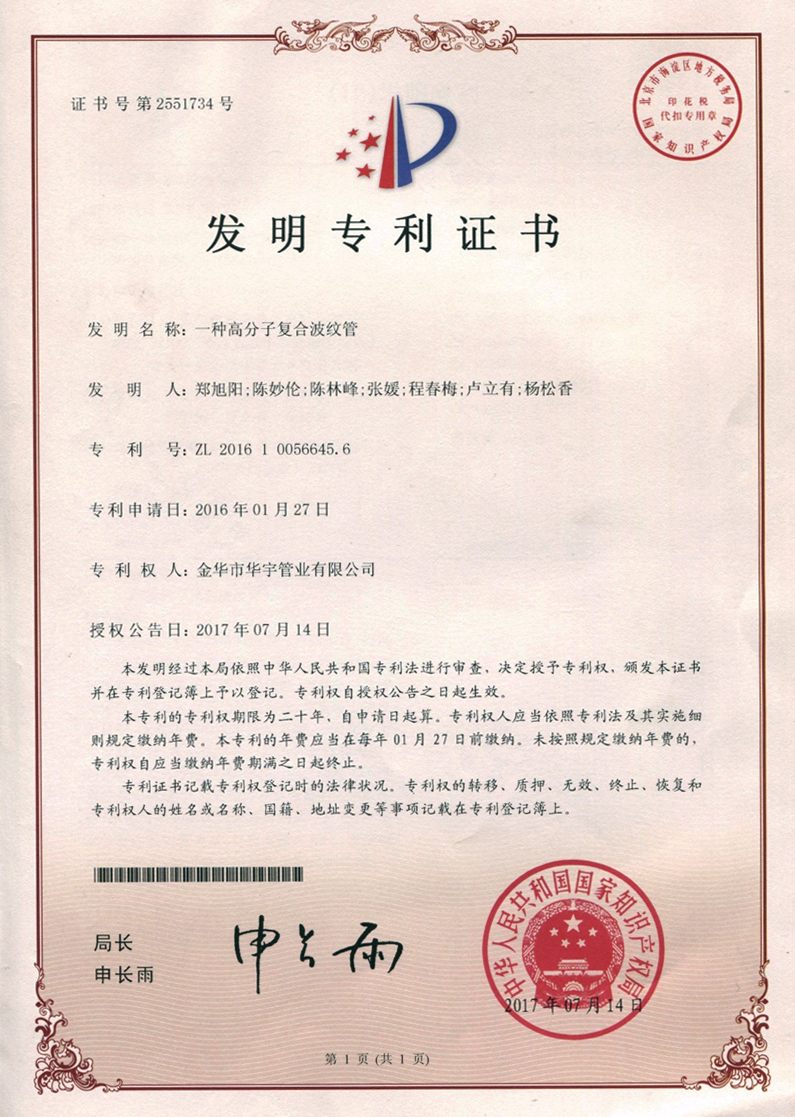 证书号第2551734号
北京市海淀区地方税务局
印花税
代扣专用章
国家知识产权局
发明专利证书
发明名称：一种高分子复合波纹管
发明人：郑旭阳;陈妙伦;陈林峰;张媛;程春梅;卢立有;杨松香
专利号：ZL 2016 1 0056645.6
专利申请日：2016年01月27日
专利权人：金华市华宇管业有限公司
授权公告日：2017年07月14日
本发明经过本局依照中华人民共和国专利法进行审查，决定授予专利权，颁发本证书
并在专利登记簿上予以登记。专利权自授权公告之日起生效。
本专利的专利权期限为二十年，自申请日起算。专利权人应当依照专利法及其实施细
则规定缴纳年费。本专利的年费应当在每年01月27日前缴纳。未按照规定缴纳年费的，
专利权自应当缴纳年费期满之日起终止。
专利证书记载专利权登记时的法律状况。专利权的转移、质押、无效、终止、恢复和
专利权人的姓名或名称、国籍、地址变更等事项记载在专利登记簿上。
局长
申长雨
申长雨
中华人民共和国国家知识产权局
2017年07月14日
第1页(共1页)